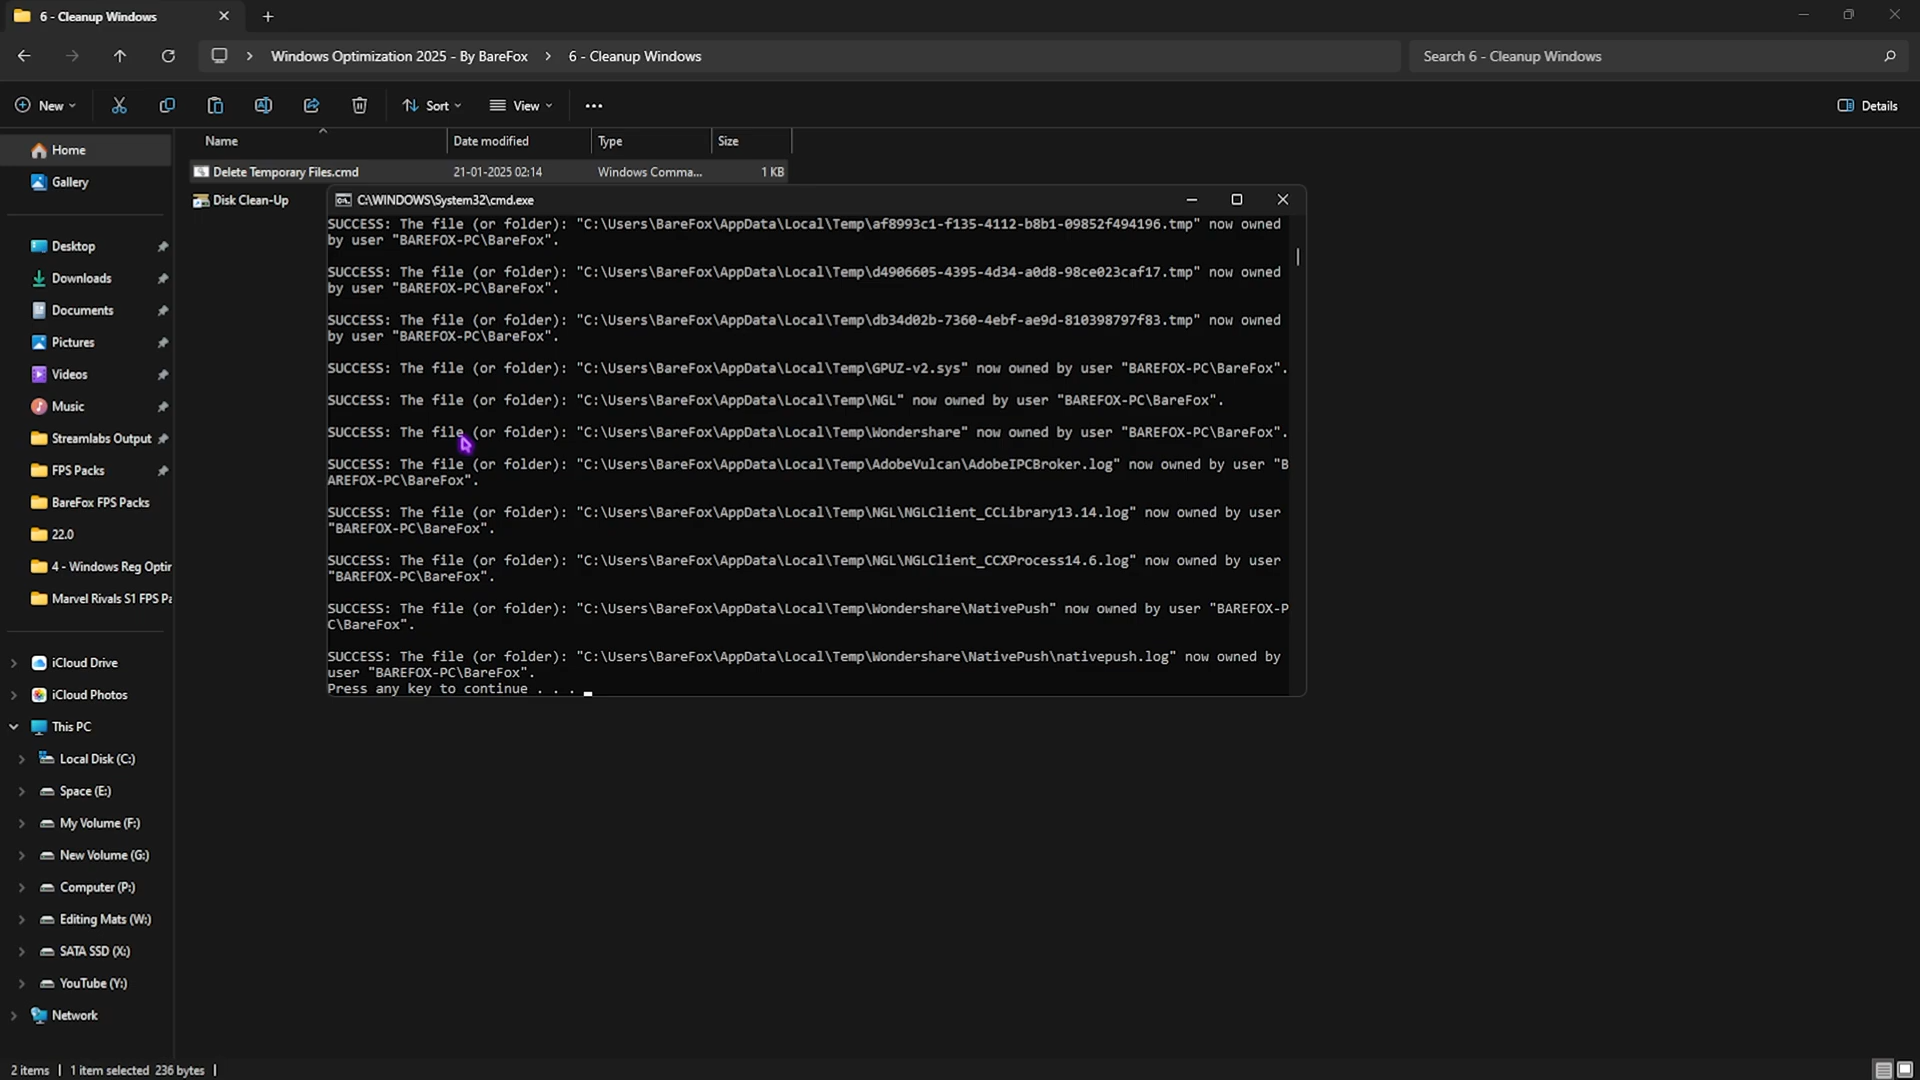 6 - Cleanup Windows
Windows Optimization 2025 - By BareFox > 6 - Cleanup Windows
Search 6 - Cleanup Windows
New
Sort
View
Details
Name
Date modified
Type
Size
Home
Gallery
Delete Temporary Files.cmd
21-01-2025 02:14
Windows Comma...
1 KB
Disk Clean-Up
C:\WINDOWS\System32\cmd.exe
SUCCESS: The file (or folder): "C:\Users\BareFox\AppData\Local\Temp\af8993c1-f135-4112-b8b1-09852f494196.tmp" now owned
by user "BAREFOX-PC\BareFox".
SUCCESS: The file (or folder): "C:\Users\BareFox\AppData\Local\Temp\d4906605-4395-4d34-a0d8-98ce023caf17.tmp" now owned
by user "BAREFOX-PC\BareFox".
SUCCESS: The file (or folder): "C:\Users\BareFox\AppData\Local\Temp\db34d02b-7360-4ebf-ae9d-810398797f83.tmp" now owned
by user "BAREFOX-PC\BareFox".
SUCCESS: The file (or folder): "C:\Users\BareFox\AppData\Local\Temp\GPUZ-v2.sys" now owned by user "BAREFOX-PC\BareFox".
SUCCESS: The file (or folder): "C:\Users\BareFox\AppData\Local\Temp\NGL" now owned by user "BAREFOX-PC\BareFox".
SUCCESS: The file (or folder): "C:\Users\BareFox\AppData\Local\Temp\Wondershare" now owned by user "BAREFOX-PC\BareFox".
SUCCESS: The file (or folder): "C:\Users\BareFox\AppData\Local\Temp\AdobeVulcan\AdobeIPCBroker.log" now owned by user "B
AREFOX-PC\BareFox".
SUCCESS: The file (or folder): "C:\Users\BareFox\AppData\Local\Temp\NGL\NGLClient_CCLibrary13.14.log" now owned by user
"BAREFOX-PC\BareFox".
SUCCESS: The file (or folder): "C:\Users\BareFox\AppData\Local\Temp\NGL\NGLClient_CCXProcess14.6.log" now owned by user
"BAREFOX-PC\BareFox".
SUCCESS: The file (or folder): "C:\Users\BareFox\AppData\Local\Temp\Wondershare\NativePush" now owned by user "BAREFOX-P
C\BareFox".
SUCCESS: The file (or folder): "C:\Users\BareFox\AppData\Local\Temp\Wondershare\NativePush\nativepush.log" now owned by
user "BAREFOX-PC\BareFox".
Press any key to continue . . .
Desktop
Downloads
Documents
Pictures
Videos
Music
Streamlabs Output
FPS Packs
BareFox FPS Packs
22.0
4 - Windows Reg Optir
Marvel Rivals S1 FPS Pa
iCloud Drive
iCloud Photos
This PC
Local Disk (C:)
Space (E:)
My Volume (F:)
New Volume (G:)
Computer (P:)
Editing Mats (W:)
SATA SSD (X:)
YouTube (Y:)
Network
2 items | 1 item selected 236 bytes |